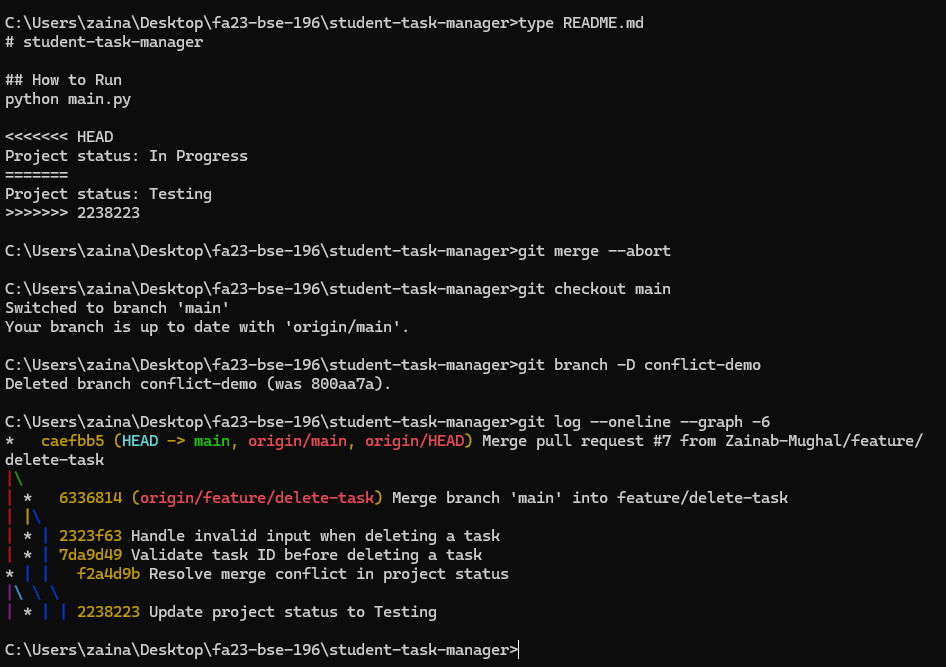 C:\Users\zaina\Desktop\fa23-bse-196\student-task-manager>type README.md
# student-task-manager
## How to Run
python main.py
<<<<<<< HEAD
Project status: In Progress
=======
Project status: Testing
>>>>>>> 2238223
C:\Users\zaina\Desktop\fa23-bse-196\student-task-manager>git merge --abort
C:\Users\zaina\Desktop\fa23-bse-196\student-task-manager>git checkout main
Switched to branch 'main'
Your branch is up to date with 'origin/main'.
C:\Users\zaina\Desktop\fa23-bse-196\student-task-manager>git branch -D conflict-demo
Deleted branch conflict-demo (was 800aa7a).
C:\Users\zaina\Desktop\fa23-bse-196\student-task-manager>git log --oneline --graph -6
*   caefbb5 (HEAD -> main, origin/main, origin/HEAD) Merge pull request #7 from Zainab-Mughal/feature/
delete-task
|\
| *   6336814 (origin/feature/delete-task) Merge branch 'main' into feature/delete-task
| |\
| * | 2323f63 Handle invalid input when deleting a task
| * | 7da9d49 Validate task ID before deleting a task
* | |   f2a4d9b Resolve merge conflict in project status
|\ \ \
| * | | 2238223 Update project status to Testing
C:\Users\zaina\Desktop\fa23-bse-196\student-task-manager>